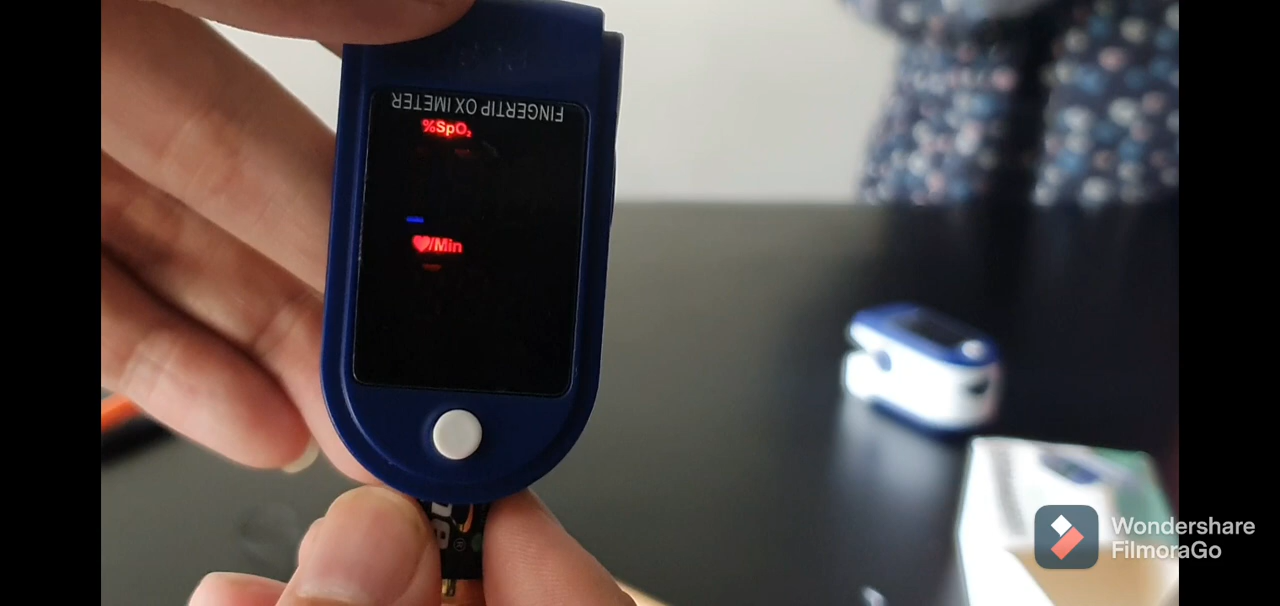 FINGERTIP OXIMETER
%SpO₂
♥/Min
Wondershare
FilmoraGo